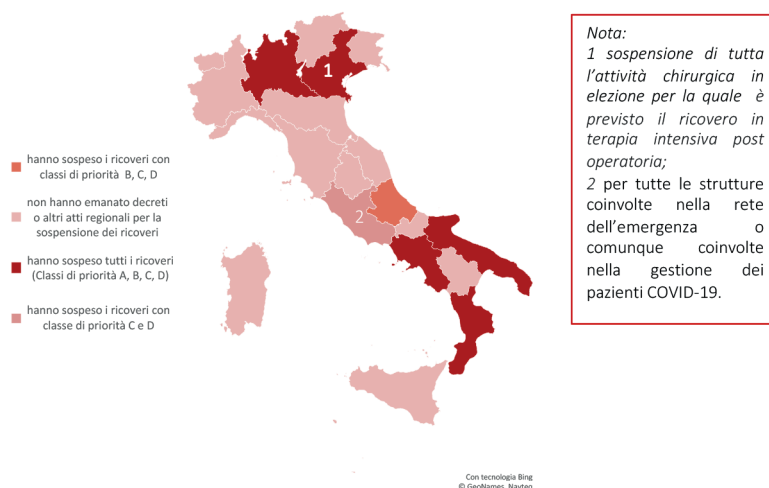 hanno sospeso i ricoveri con
classi di priorità  B, C, D
non hanno emanato decreti
o altri atti regionali per la
sospensione dei ricoveri
hanno sospeso tutti i ricoveri
(Classi di priorità A, B, C, D)
hanno sospeso i ricoveri con
classe di priorità C e D
1
2
Nota:
1 sospensione di tutta
l’attività chirurgica in
elezione per la quale è
previsto il ricovero in
terapia intensiva post
operatoria;
2 per tutte le strutture
coinvolte nella rete
dell’emergenza o
comunque coinvolte
nella gestione dei
pazienti COVID-19.
Con tecnologia Bing
© GeoNames, Navteq